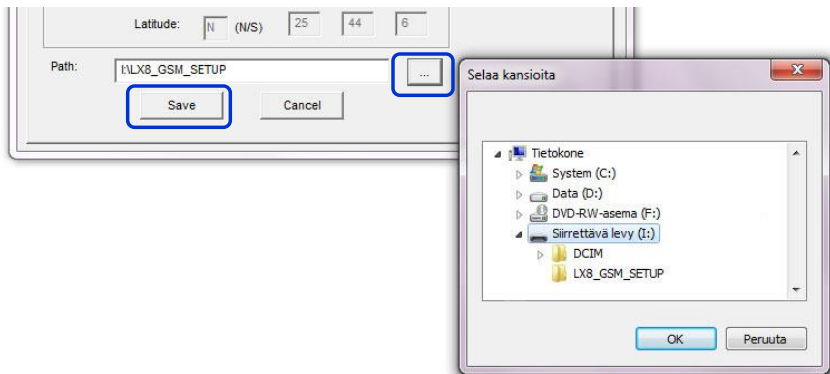 Latitude: N (N/S) 25 44 6
Path: I:\LX8_GSM_SETUP ...
Save Cancel
Selaa kansioita
Tietokone
System (C:)
Data (D:)
DVD-RW-asema (F:)
Siirrettävä levy (I:)
DCIM
LX8_GSM_SETUP
OK Peruuta